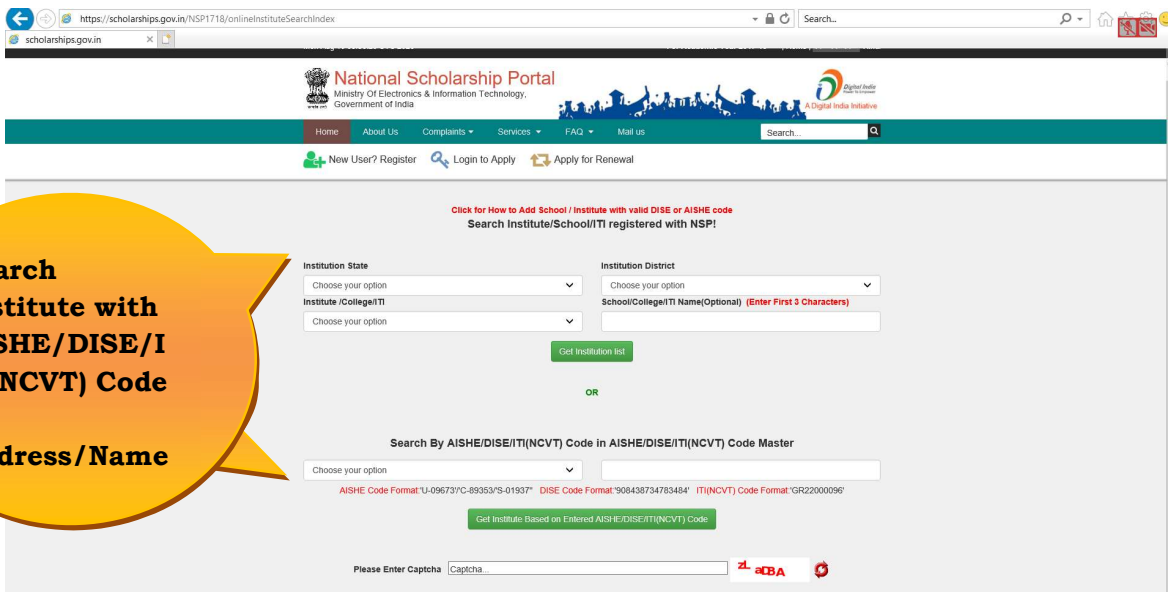 https://scholarships.gov.in/NSP1718/onlineInstituteSearchIndex
Search...
scholarships.gov.in
National Scholarship Portal
Ministry Of Electronics & Information Technology,
Government of India
Digital India
Power To Empower
A Digital India Initiative
Home About Us Complaints Services FAQ Mail us Search...
New User? Register Login to Apply Apply for Renewal
Click for How to Add School / Institute with valid DISE or AISHE code
Search Institute/School/ITI registered with NSP!
Institution State Institution District
Choose your option Choose your option
Institute /College/ITI School/College/ITI Name(Optional) (Enter First 3 Characters)
Choose your option
Get Institution list
OR
Search By AISHE/DISE/ITI(NCVT) Code in AISHE/DISE/ITI(NCVT) Code Master
Choose your option
AISHE Code Format:'U-09673'/'C-89353/'S-01937" DISE Code Format:'908438734783484' ITI(NCVT) Code Format:'GR22000096'
Get Institute Based on Entered AISHE/DISE/ITI(NCVT) Code
Please Enter Captcha Captcha... zL aDBA
arch
stitute with
SHE/DISE/I
NCVT) Code
dress/Name